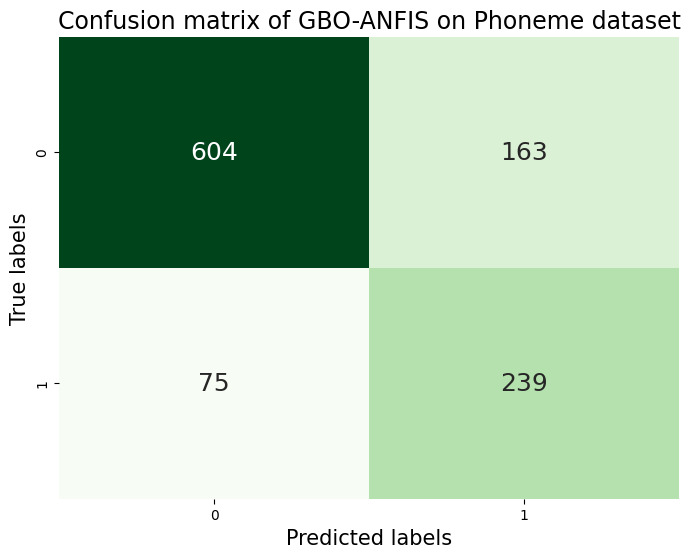 Confusion matrix of GBO-ANFIS on Phoneme dataset
604 163
75 239
0
1
True labels
0 1
Predicted labels